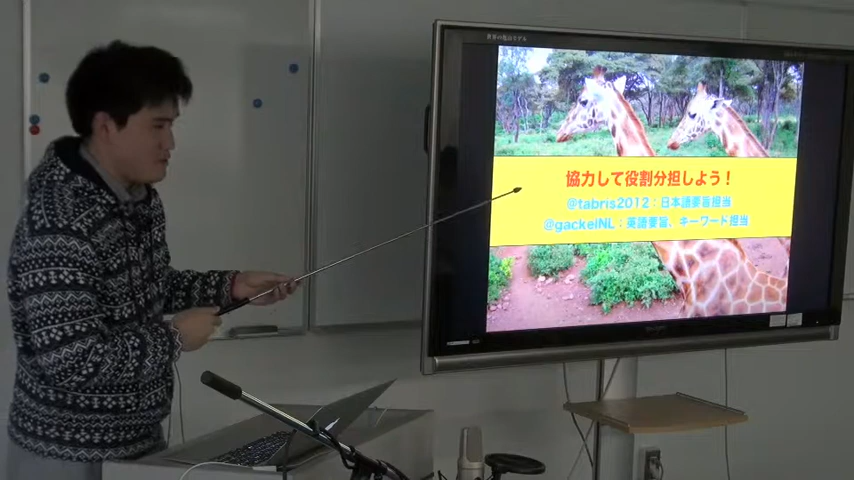 協力して役割分担しよう！
@tabris2012：日本語要旨担当
@gackelNL：英語要旨、キーワード担当